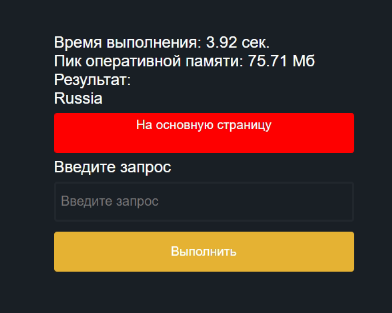 Время выполнения: 3.92 сек.
Пик оперативной памяти: 75.71 Мб
Результат:
Russia
На основную страницу
Введите запрос
Введите запрос
Выполнить